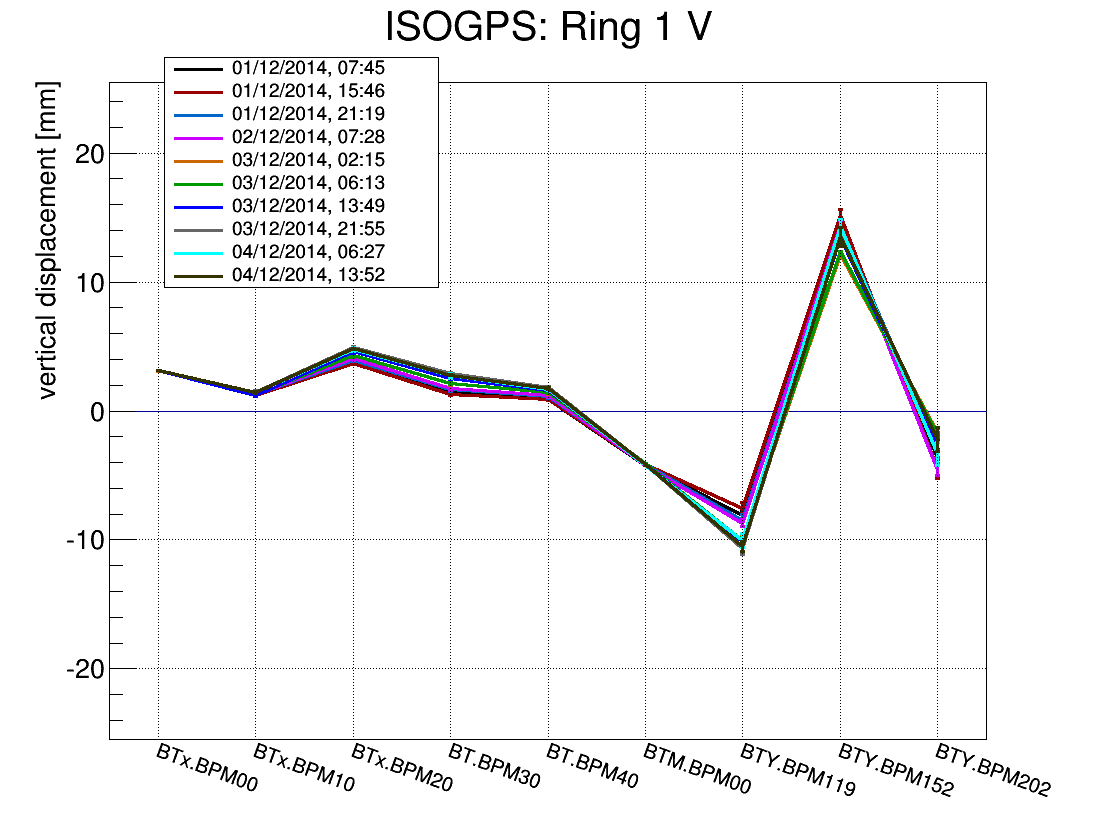 ISOGPS: Ring 1 V
01/12/2014, 07:45
01/12/2014, 15:46
01/12/2014, 21:19
02/12/2014, 07:28
03/12/2014, 02:15
03/12/2014, 06:13
03/12/2014, 13:49
03/12/2014, 21:55
04/12/2014, 06:27
04/12/2014, 13:52
vertical displacement [mm]
20
10
0
-10
-20
BTx.BPM00
BTx.BPM10
BTx.BPM20
BT.BPM30
BT.BPM40
BTM.BPM00
BTY.BPM119
BTY.BPM152
BTY.BPM202